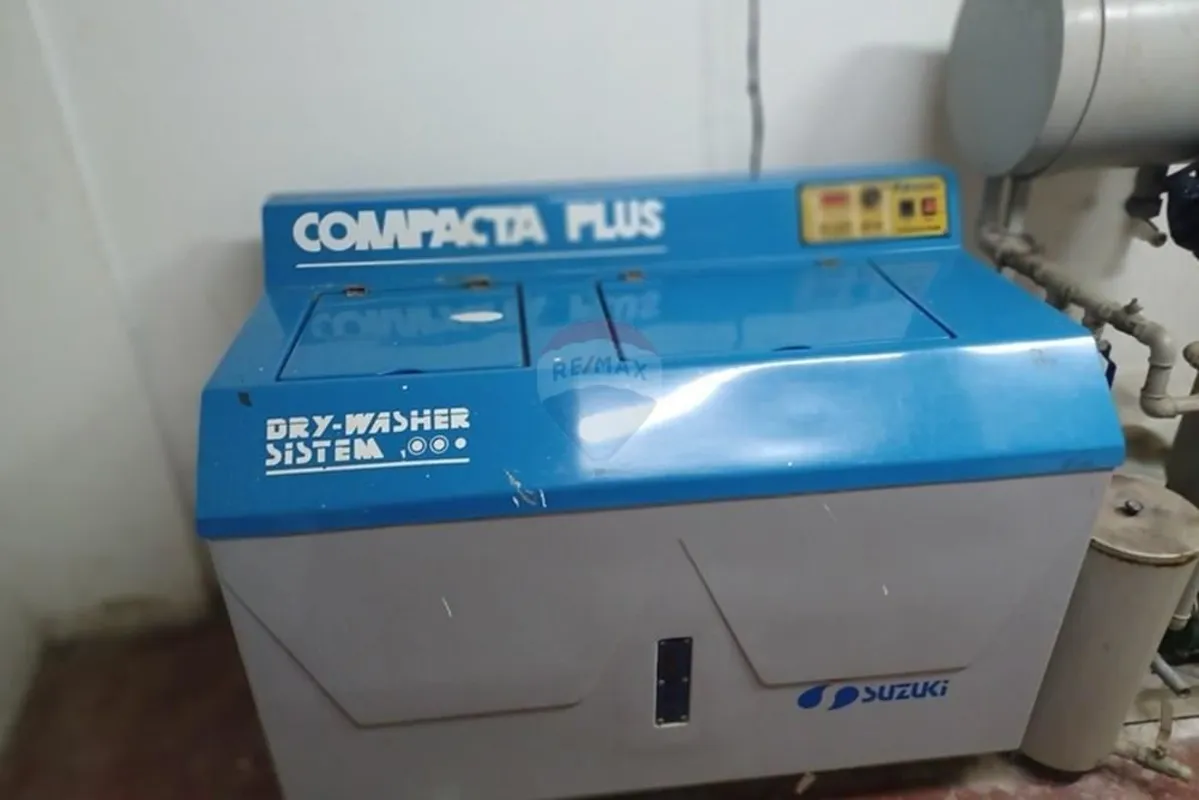 COMPACTA PLUS
RE/MAX
DRY-WASHER
SISTEM
SUZUKI